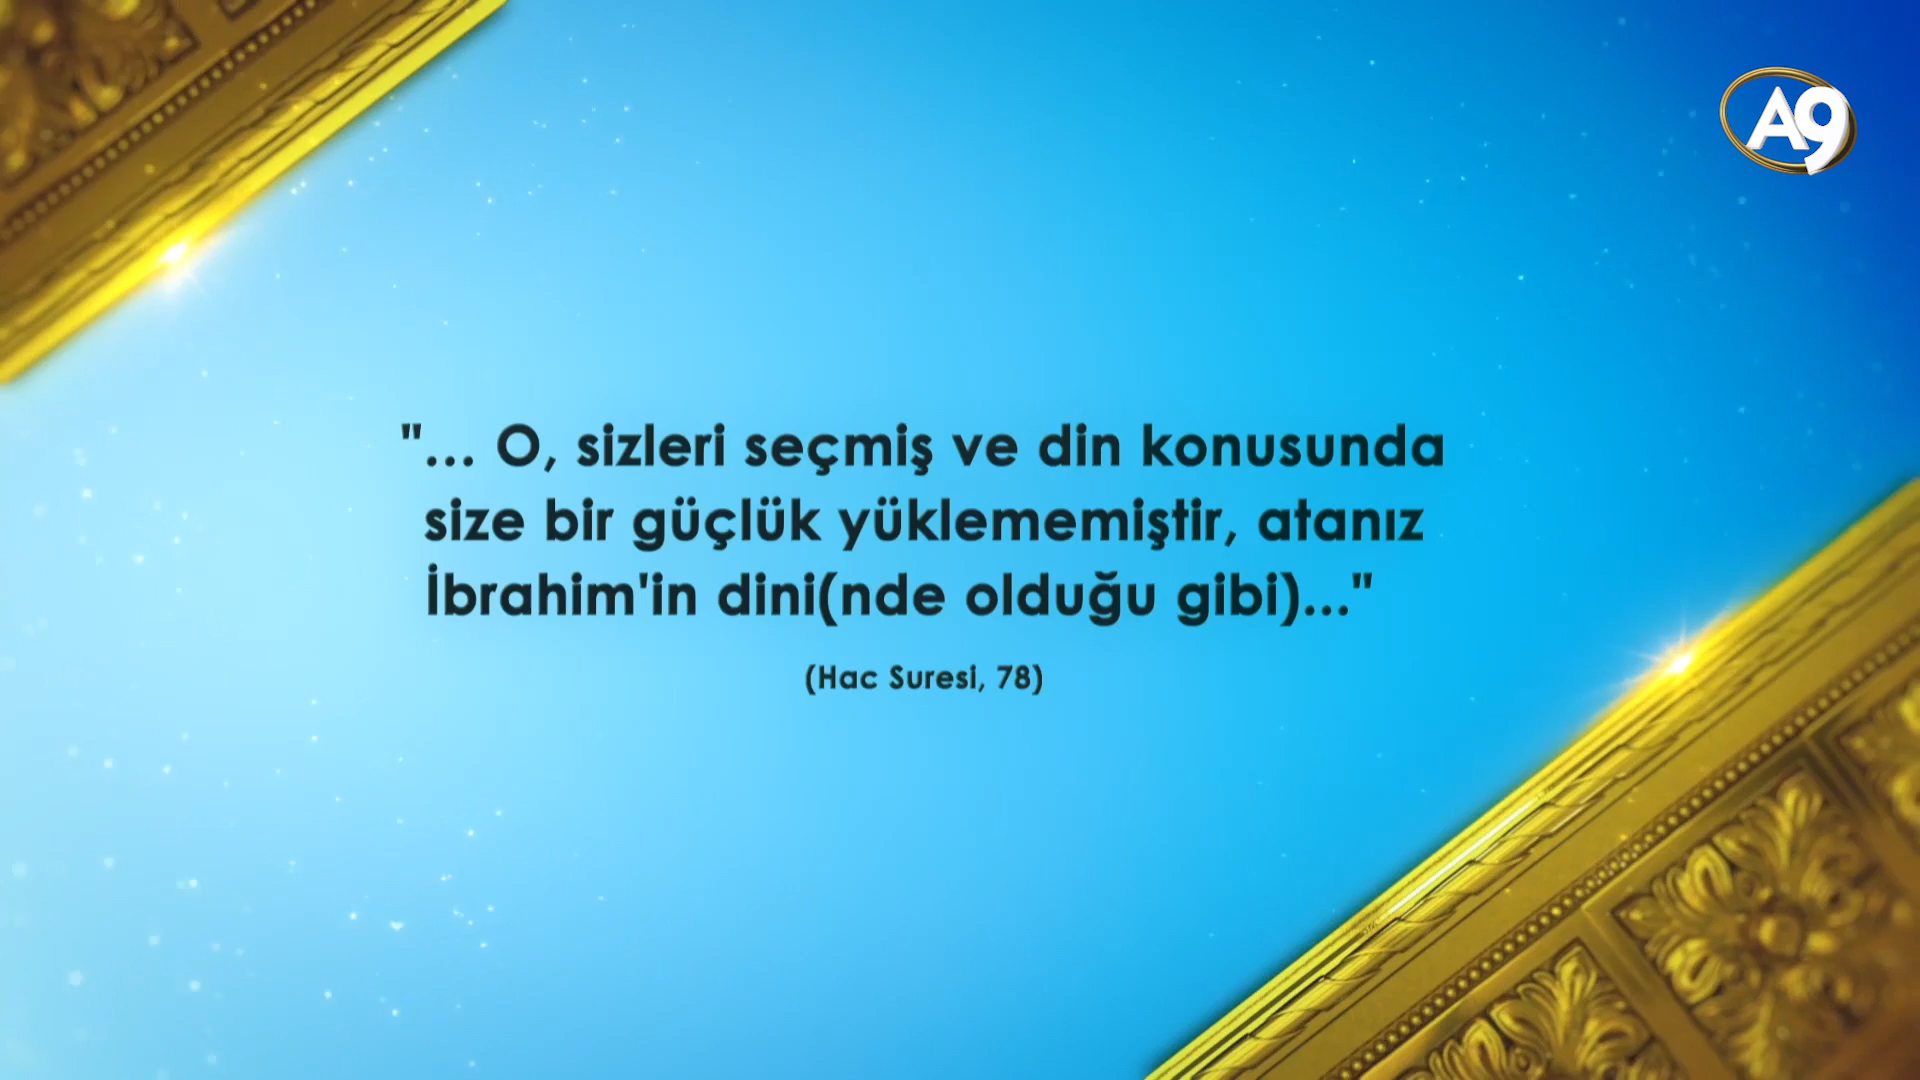 A9
"... O, sizleri seçmiş ve din konusunda
size bir güçlük yüklememiştir, atanız
İbrahim'in dini(nde olduğu gibi)..."
(Hac Suresi, 78)